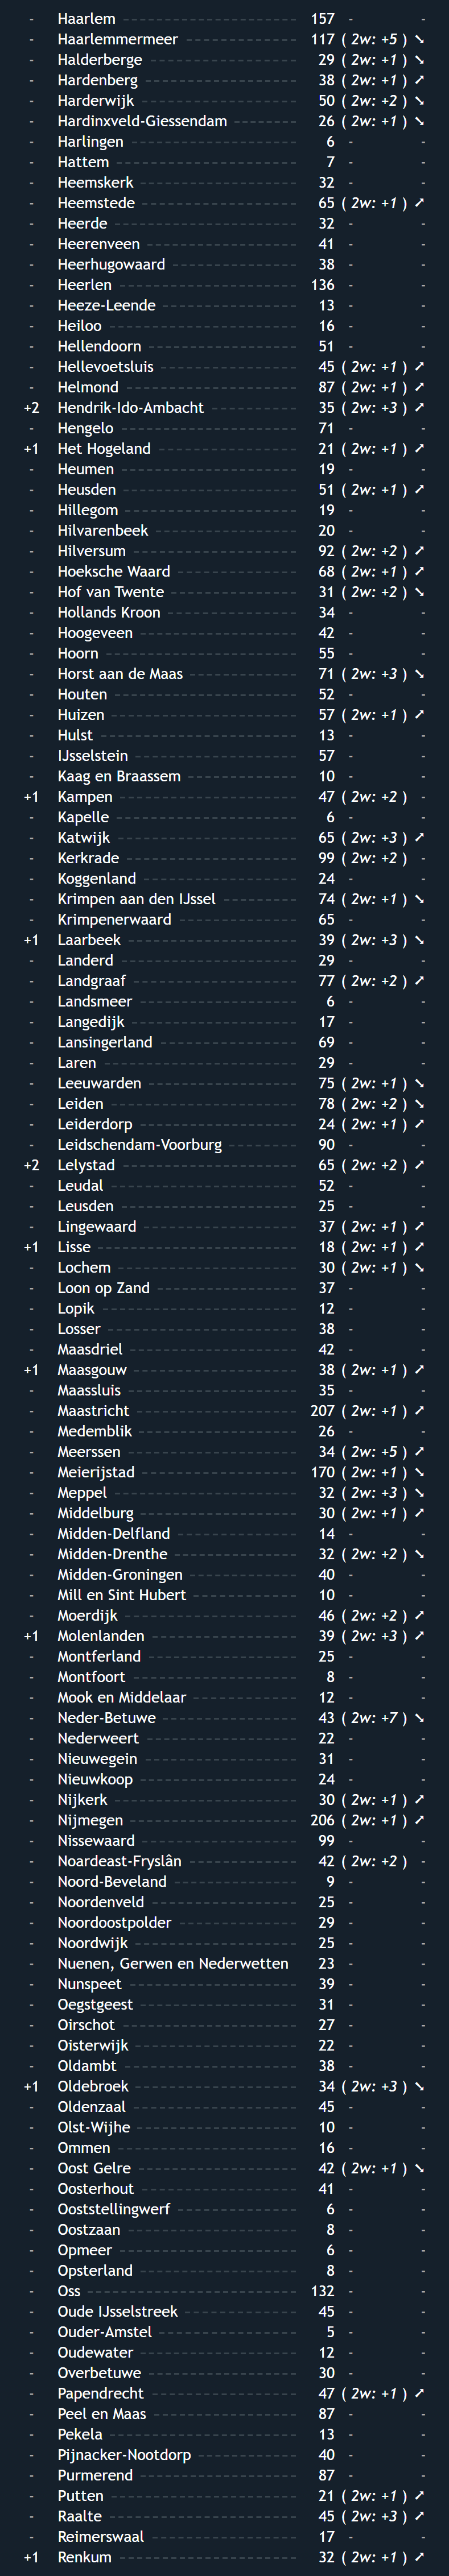 - Haarlem 157 - -
- Haarlemmermeer 117 ( 2w: +5 ) ↘
- Halderberge 29 ( 2w: +1 ) ↘
- Hardenberg 38 ( 2w: +1 ) ↗
- Harderwijk 50 ( 2w: +2 ) ↘
- Hardinxveld-Giessendam 26 ( 2w: +1 ) ↘
- Harlingen 6 - -
- Hattem 7 - -
- Heemskerk 32 - -
- Heemstede 65 ( 2w: +1 ) ↗
- Heerde 32 - -
- Heerenveen 41 - -
- Heerhugowaard 38 - -
- Heerlen 136 - -
- Heeze-Leende 13 - -
- Heiloo 16 - -
- Hellendoorn 51 - -
- Hellevoetsluis 45 ( 2w: +1 ) ↗
- Helmond 87 ( 2w: +1 ) ↗
+2 Hendrik-Ido-Ambacht 35 ( 2w: +3 ) ↗
- Hengelo 71 - -
+1 Het Hogeland 21 ( 2w: +1 ) ↗
- Heumen 19 - -
- Heusden 51 ( 2w: +1 ) ↗
- Hillegom 19 - -
- Hilvarenbeek 20 - -
- Hilversum 92 ( 2w: +2 ) ↗
- Hoeksche Waard 68 ( 2w: +1 ) ↗
- Hof van Twente 31 ( 2w: +2 ) ↘
- Hollands Kroon 34 - -
- Hoogeveen 42 - -
- Hoorn 55 - -
- Horst aan de Maas 71 ( 2w: +3 ) ↘
- Houten 52 - -
- Huizen 57 ( 2w: +1 ) ↗
- Hulst 13 - -
- IJsselstein 57 - -
- Kaag en Braassem 10 - -
+1 Kampen 47 ( 2w: +2 ) -
- Kapelle 6 - -
- Katwijk 65 ( 2w: +3 ) ↗
- Kerkrade 99 ( 2w: +2 ) -
- Koggenland 24 - -
- Krimpen aan den IJssel 74 ( 2w: +1 ) ↘
- Krimpenerwaard 65 - -
+1 Laarbeek 39 ( 2w: +3 ) ↘
- Landerd 29 - -
- Landgraaf 77 ( 2w: +2 ) ↗
- Landsmeer 6 - -
- Langedijk 17 - -
- Lansingerland 69 - -
- Laren 29 - -
- Leeuwarden 75 ( 2w: +1 ) ↘
- Leiden 78 ( 2w: +2 ) ↘
- Leiderdorp 24 ( 2w: +1 ) ↗
- Leidschendam-Voorburg 90 - -
+2 Lelystad 65 ( 2w: +2 ) ↗
- Leudal 52 - -
- Leusden 25 - -
- Lingewaard 37 ( 2w: +1 ) ↗
+1 Lisse 18 ( 2w: +1 ) ↗
- Lochem 30 ( 2w: +1 ) ↘
- Loon op Zand 37 - -
- Lopik 12 - -
- Losser 38 - -
- Maasdriel 42 - -
+1 Maasgouw 38 ( 2w: +1 ) ↗
- Maassluis 35 - -
- Maastricht 207 ( 2w: +1 ) ↗
- Medemblik 26 - -
- Meerssen 34 ( 2w: +5 ) ↗
- Meierijstad 170 ( 2w: +1 ) ↘
- Meppel 32 ( 2w: +3 ) ↘
- Middelburg 30 ( 2w: +1 ) ↗
- Midden-Delfland 14 - -
- Midden-Drenthe 32 ( 2w: +2 ) ↘
- Midden-Groningen 40 - -
- Mill en Sint Hubert 10 - -
- Moerdijk 46 ( 2w: +2 ) ↗
+1 Molenlanden 39 ( 2w: +3 ) ↗
- Montferland 25 - -
- Montfoort 8 - -
- Mook en Middelaar 12 - -
- Neder-Betuwe 43 ( 2w: +7 ) ↘
- Nederweert 22 - -
- Nieuwegein 31 - -
- Nieuwkoop 24 - -
- Nijkerk 30 ( 2w: +1 ) ↗
- Nijmegen 206 ( 2w: +1 ) ↗
- Nissewaard 99 - -
- Noardeast-Fryslân 42 ( 2w: +2 ) -
- Noord-Beveland 9 - -
- Noordenveld 25 - -
- Noordoostpolder 29 - -
- Noordwijk 25 - -
- Nuenen, Gerwen en Nederwetten 23 - -
- Nunspeet 39 - -
- Oegstgeest 31 - -
- Oirschot 27 - -
- Oisterwijk 22 - -
- Oldambt 38 - -
+1 Oldebroek 34 ( 2w: +3 ) ↘
- Oldenzaal 45 - -
- Olst-Wijhe 10 - -
- Ommen 16 - -
- Oost Gelre 42 ( 2w: +1 ) ↘
- Oosterhout 41 - -
- Ooststellingwerf 6 - -
- Oostzaan 8 - -
- Opmeer 6 - -
- Opsterland 8 - -
- Oss 132 - -
- Oude IJsselstreek 45 - -
- Ouder-Amstel 5 - -
- Oudewater 12 - -
- Overbetuwe 30 - -
- Papendrecht 47 ( 2w: +1 ) ↗
- Peel en Maas 87 - -
- Pekela 13 - -
- Pijnacker-Nootdorp 40 - -
- Purmerend 87 - -
- Putten 21 ( 2w: +1 ) ↗
- Raalte 45 ( 2w: +3 ) ↗
- Reimerswaal 17 - -
+1 Renkum 32 ( 2w: +1 ) ↗